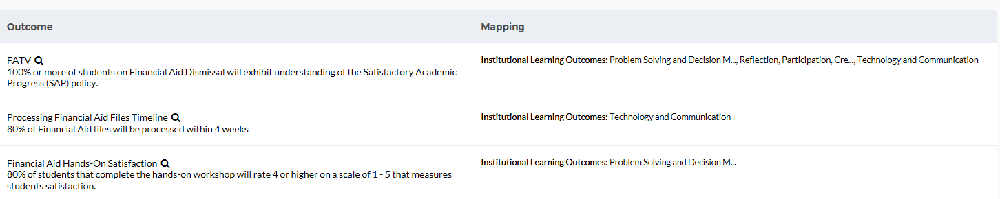 Outcome
Mapping
FATV
100% or more of students on Financial Aid Dismissal will exhibit understanding of the Satisfactory Academic
Progress (SAP) policy.
Institutional Learning Outcomes: Problem Solving and Decision M..., Reflection, Participation, Cre..., Technology and Communication
Processing Financial Aid Files Timeline
80% of Financial Aid files will be processed within 4 weeks
Institutional Learning Outcomes: Technology and Communication
Financial Aid Hands-On Satisfaction
80% of students that complete the hands-on workshop will rate 4 or higher on a scale of 1 - 5 that measures
students satisfaction.
Institutional Learning Outcomes: Problem Solving and Decision M...